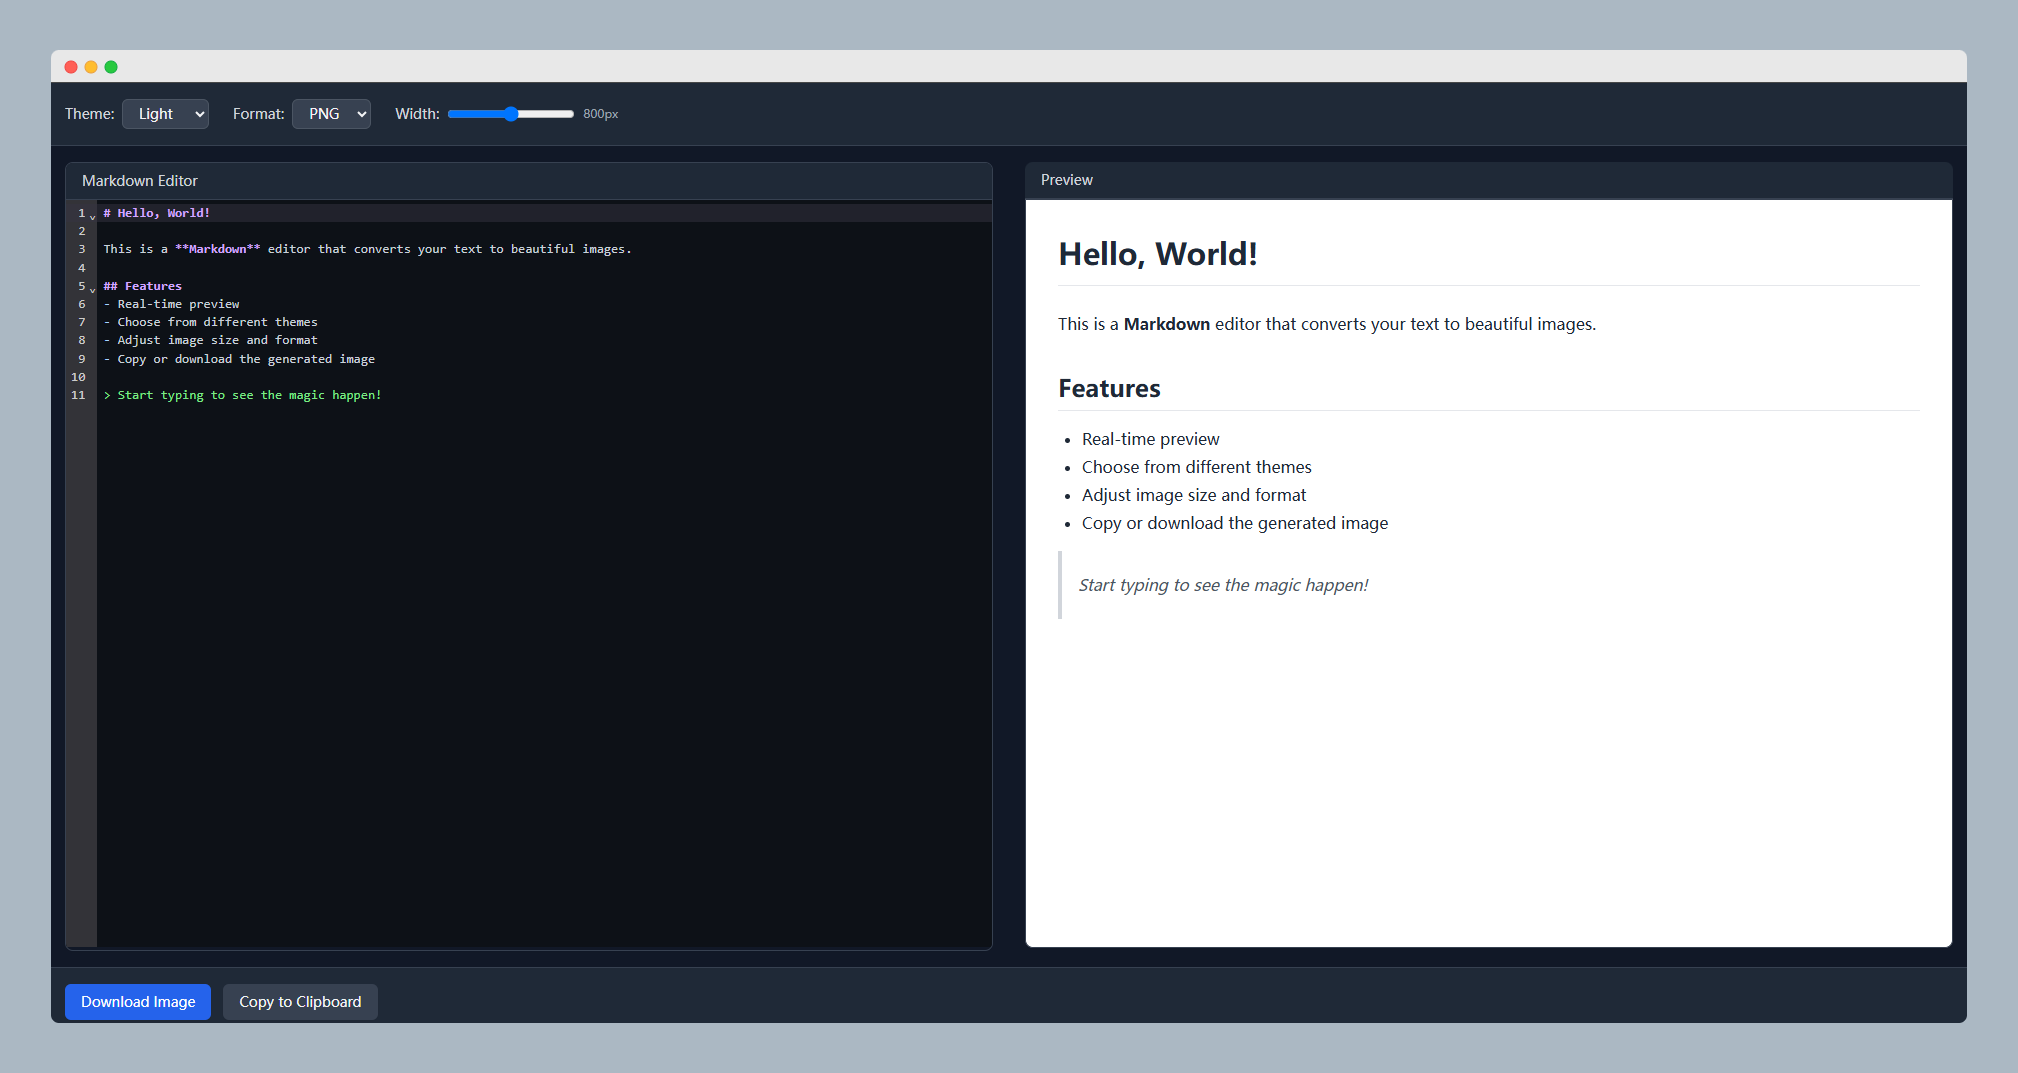 Theme: Light Format: PNG Width: 800px
Markdown Editor
1 # Hello, World!
2
3 This is a **Markdown** editor that converts your text to beautiful images.
4
5 ## Features
6 - Real-time preview
7 - Choose from different themes
8 - Adjust image size and format
9 - Copy or download the generated image
10
11 > Start typing to see the magic happen!
Preview
Hello, World!
This is a Markdown editor that converts your text to beautiful images.
Features
• Real-time preview
• Choose from different themes
• Adjust image size and format
• Copy or download the generated image
Start typing to see the magic happen!
Download Image Copy to Clipboard